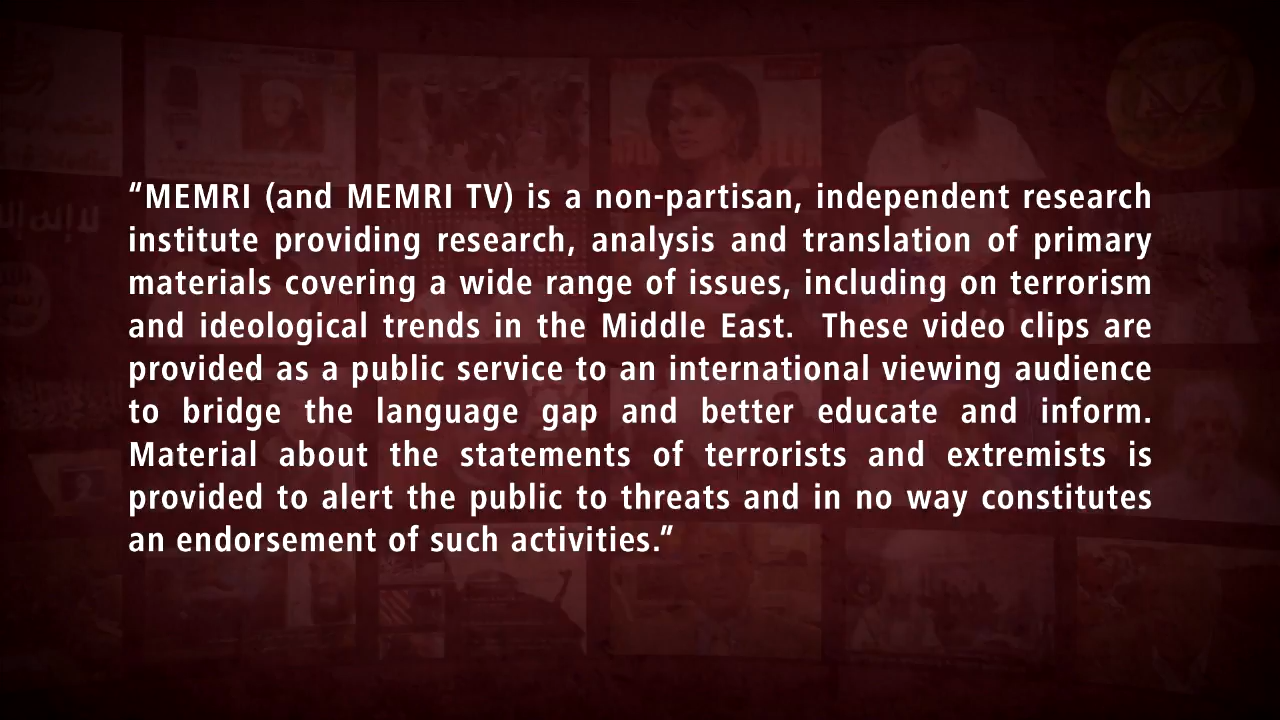 “MEMRI (and MEMRI TV) is a non-partisan, independent research
institute providing research, analysis and translation of primary
materials covering a wide range of issues, including on terrorism
and ideological trends in the Middle East.  These video clips are
provided as a public service to an international viewing audience
to bridge the language gap and better educate and inform.
Material about the statements of terrorists and extremists is
provided to alert the public to threats and in no way constitutes
an endorsement of such activities.”